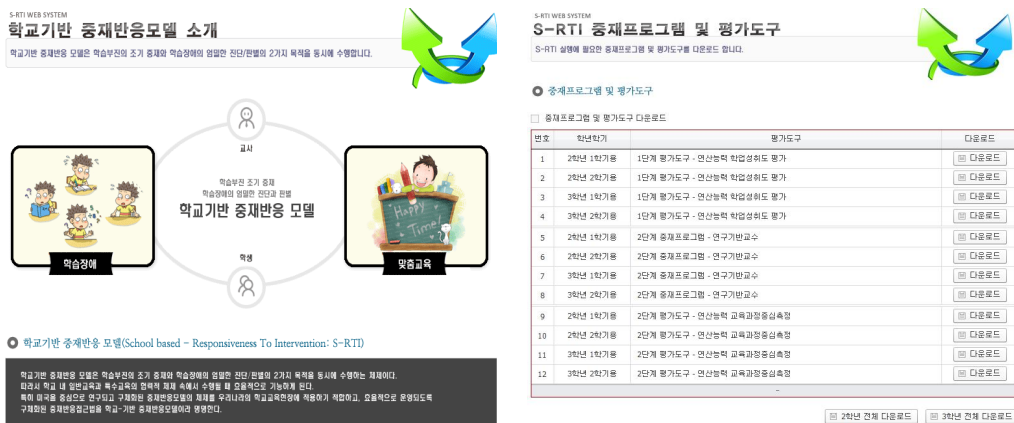 S-RTI WEB SYSTEM
학교기반 중재반응모델 소개
학교기반 중재반응 모델은 학습부진의 조기 중재와 학습장애의 엄밀한 진단/판별의 2가지 목적을 동시에 수행합니다.
교사
학습부진 조기 중재
학습장애의 엄밀한 진단과 판별
학교기반 중재반응 모델
학생
학습장애
Happy
Time!
맞춤교육
학교기반 중재반응 모델(School based - Responsiveness To Intervention: S-RTI)
학교기반 중재반응 모델은 학습부진의 조기 중재와 학습장애의 엄밀한 진단/판별의 2가지 목적을 동시에 수행하는 체제이다.
따라서 학교 내 일반교육과 특수교육의 협력적 체제 속에서 수행될 때 효율적으로 기능하게 된다.
특히 미국을 중심으로 연구되고 구체화된 중재반응모델의 체제를 우리나라의 학교교육현장에 적용하기 적합하고, 효율적으로 운영되도록
구체화된 중재반응접근법을 학교-기반 중재반응모델이라 명명한다.
S-RTI WEB SYSTEM
S-RTI 중재프로그램 및 평가도구
S-RTI 실행에 필요한 중재프로그램 및 평가도구를 다운로드 합니다.
중재프로그램 및 평가도구
중재프로그램 및 평가도구 다운로드
번호 학년학기 평가도구 다운로드
1 2학년 1학기용 1단계 평가도구 - 연산능력 학업성취도 평가 다운로드
2 2학년 2학기용 1단계 평가도구 - 연산능력 학업성취도 평가 다운로드
3 3학년 1학기용 1단계 평가도구 - 연산능력 학업성취도 평가 다운로드
4 3학년 2학기용 1단계 평가도구 - 연산능력 학업성취도 평가 다운로드
5 2학년 1학기용 2단계 중재프로그램 - 연구기반교수 다운로드
6 2학년 2학기용 2단계 중재프로그램 - 연구기반교수 다운로드
7 3학년 1학기용 2단계 중재프로그램 - 연구기반교수 다운로드
8 3학년 2학기용 2단계 중재프로그램 - 연구기반교수 다운로드
9 2학년 1학기용 2단계 평가도구 - 연산능력 교육과정중심측정 다운로드
10 2학년 2학기용 2단계 평가도구 - 연산능력 교육과정중심측정 다운로드
11 3학년 1학기용 2단계 평가도구 - 연산능력 교육과정중심측정 다운로드
12 3학년 2학기용 2단계 평가도구 - 연산능력 교육과정중심측정 다운로드
2학년 전체 다운로드 3학년 전체 다운로드